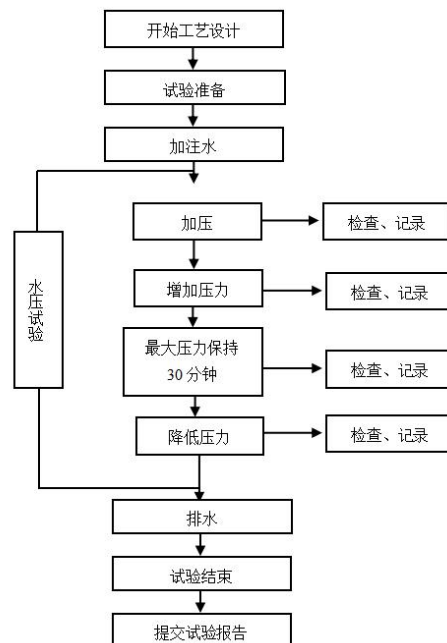 开始工艺设计
试验准备
加注水
水压试验
加压
检查、记录
增加压力
检查、记录
最大压力保持
30分钟
检查、记录
降低压力
检查、记录
排水
试验结束
提交试验报告